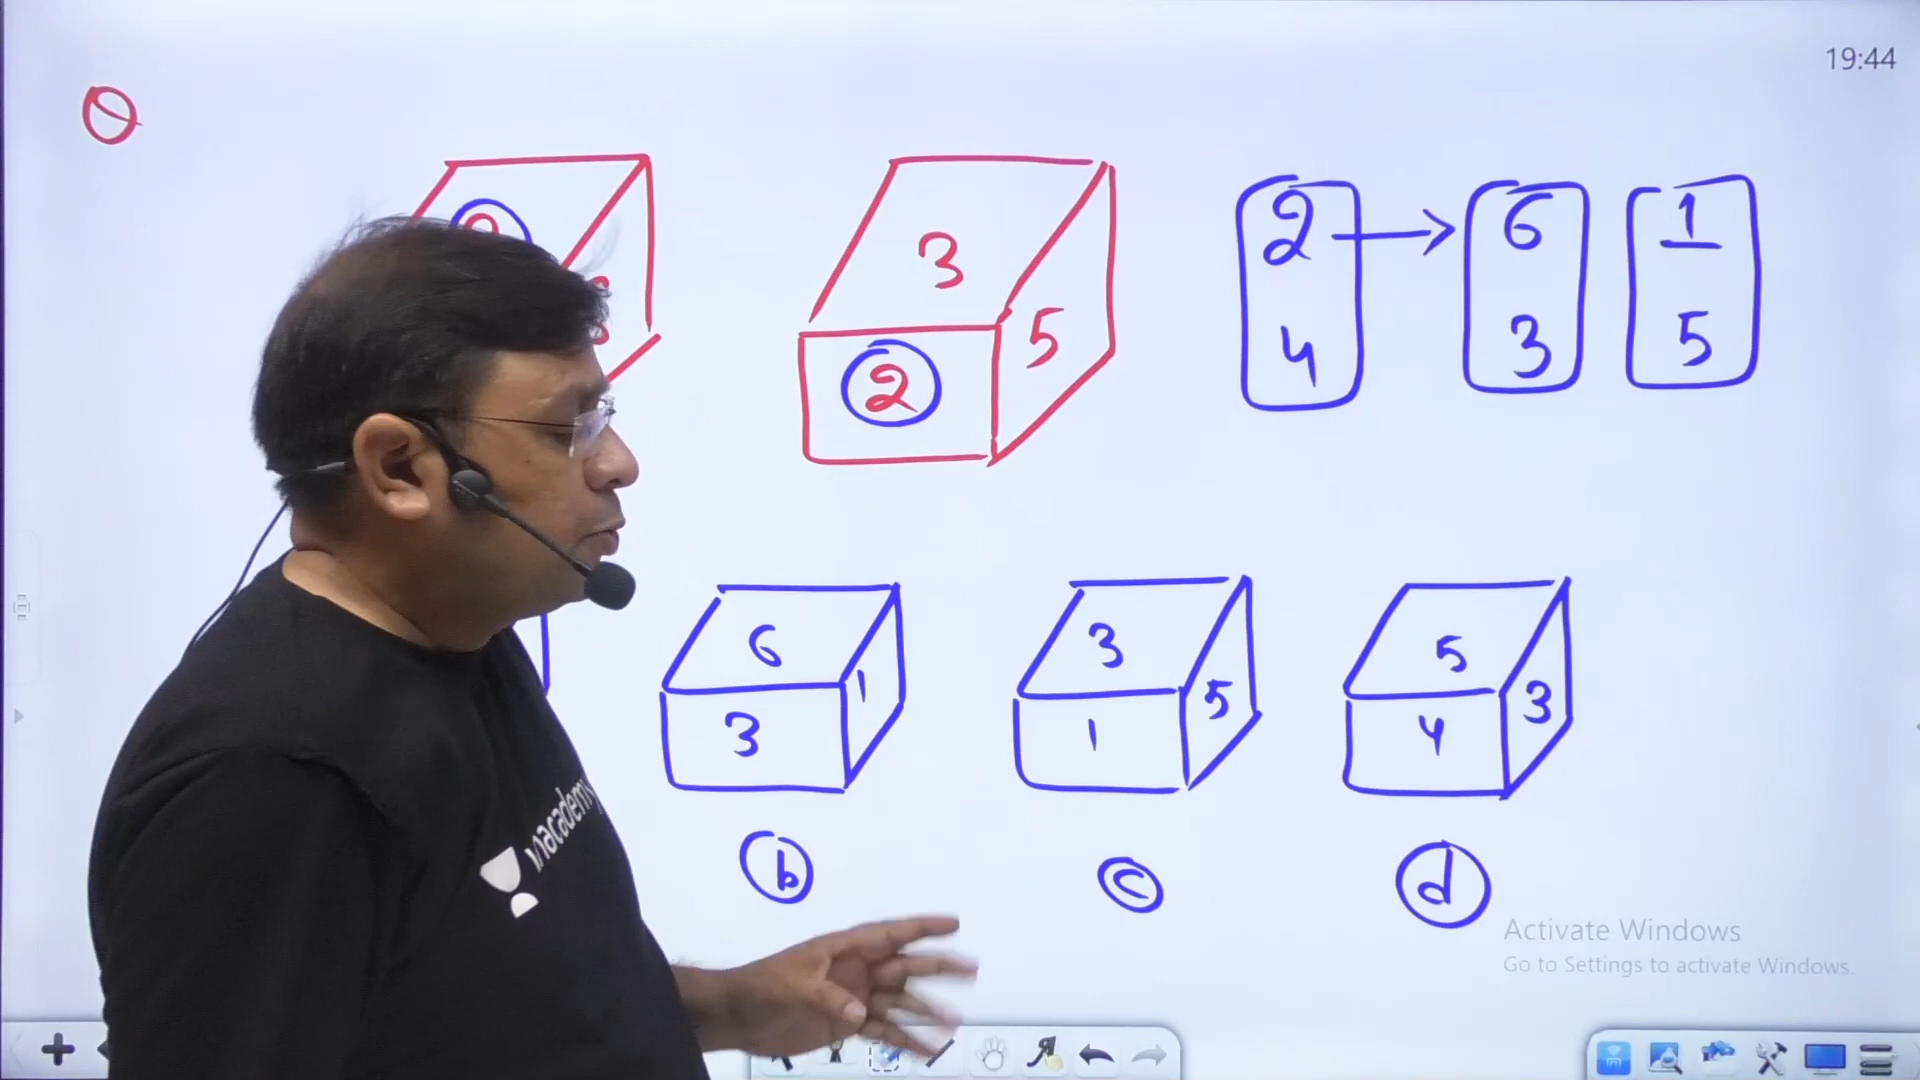 19:44
Q
3
5
2
2 → 6 1
4 3 5
6
3 1
3
1 5
5
4 3
b c d
unacademy
Activate Windows
Go to Settings to activate Windows.